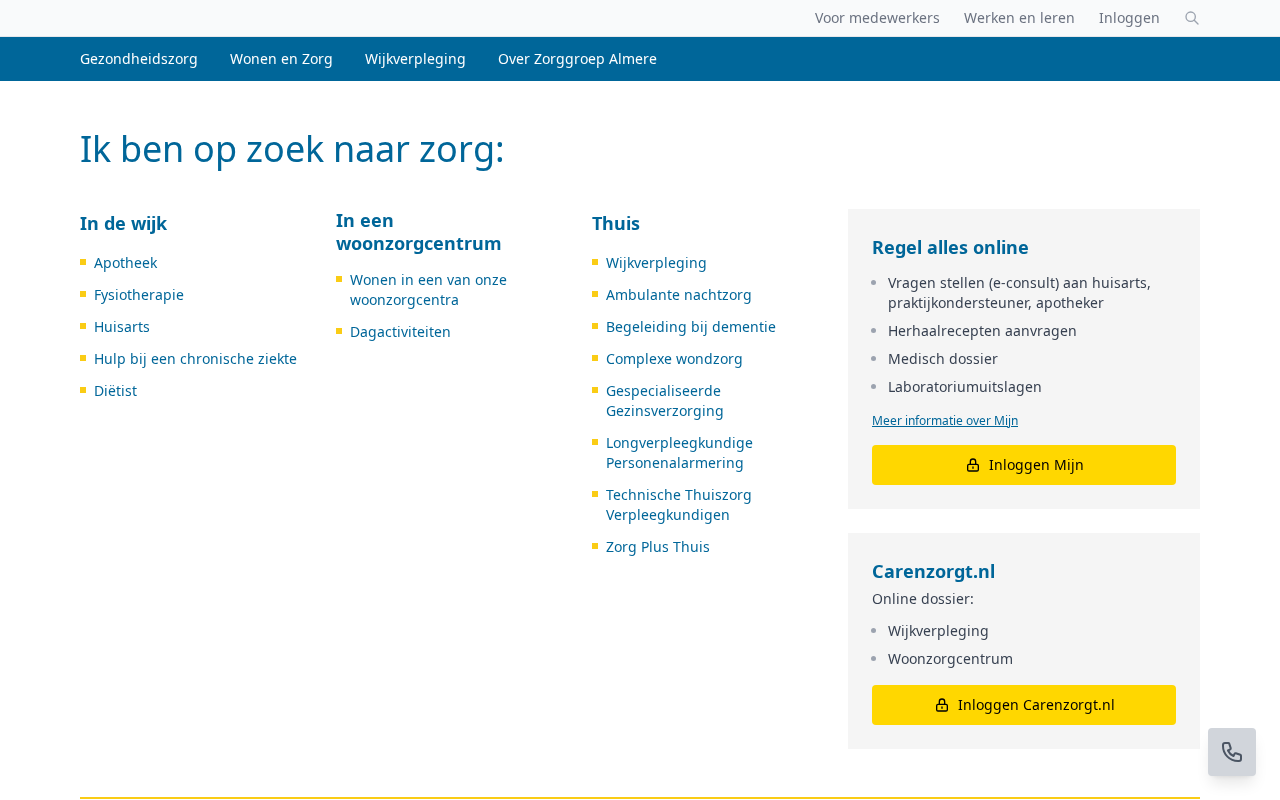 Voor medewerkers
Werken en leren
Inloggen
Gezondheidszorg
Wonen en Zorg
Wijkverpleging
Over Zorggroep Almere
Ik ben op zoek naar zorg:
In de wijk
Apotheek
Fysiotherapie
Huisarts
Hulp bij een chronische ziekte
Diëtist
In een
woonzorgcentrum
Wonen in een van onze
woonzorgcentra
Dagactiviteiten
Thuis
Wijkverpleging
Ambulante nachtzorg
Begeleiding bij dementie
Complexe wondzorg
Gespecialiseerde
Gezinsverzorging
Longverpleegkundige
Personenalarmering
Technische Thuiszorg
Verpleegkundigen
Zorg Plus Thuis
Regel alles online
Vragen stellen (e-consult) aan huisarts,
praktijkondersteuner, apotheker
Herhaalrecepten aanvragen
Medisch dossier
Laboratoriumuitslagen
Meer informatie over Mijn
Inloggen Mijn
Carenzorgt.nl
Online dossier:
Wijkverpleging
Woonzorgcentrum
Inloggen Carenzorgt.nl